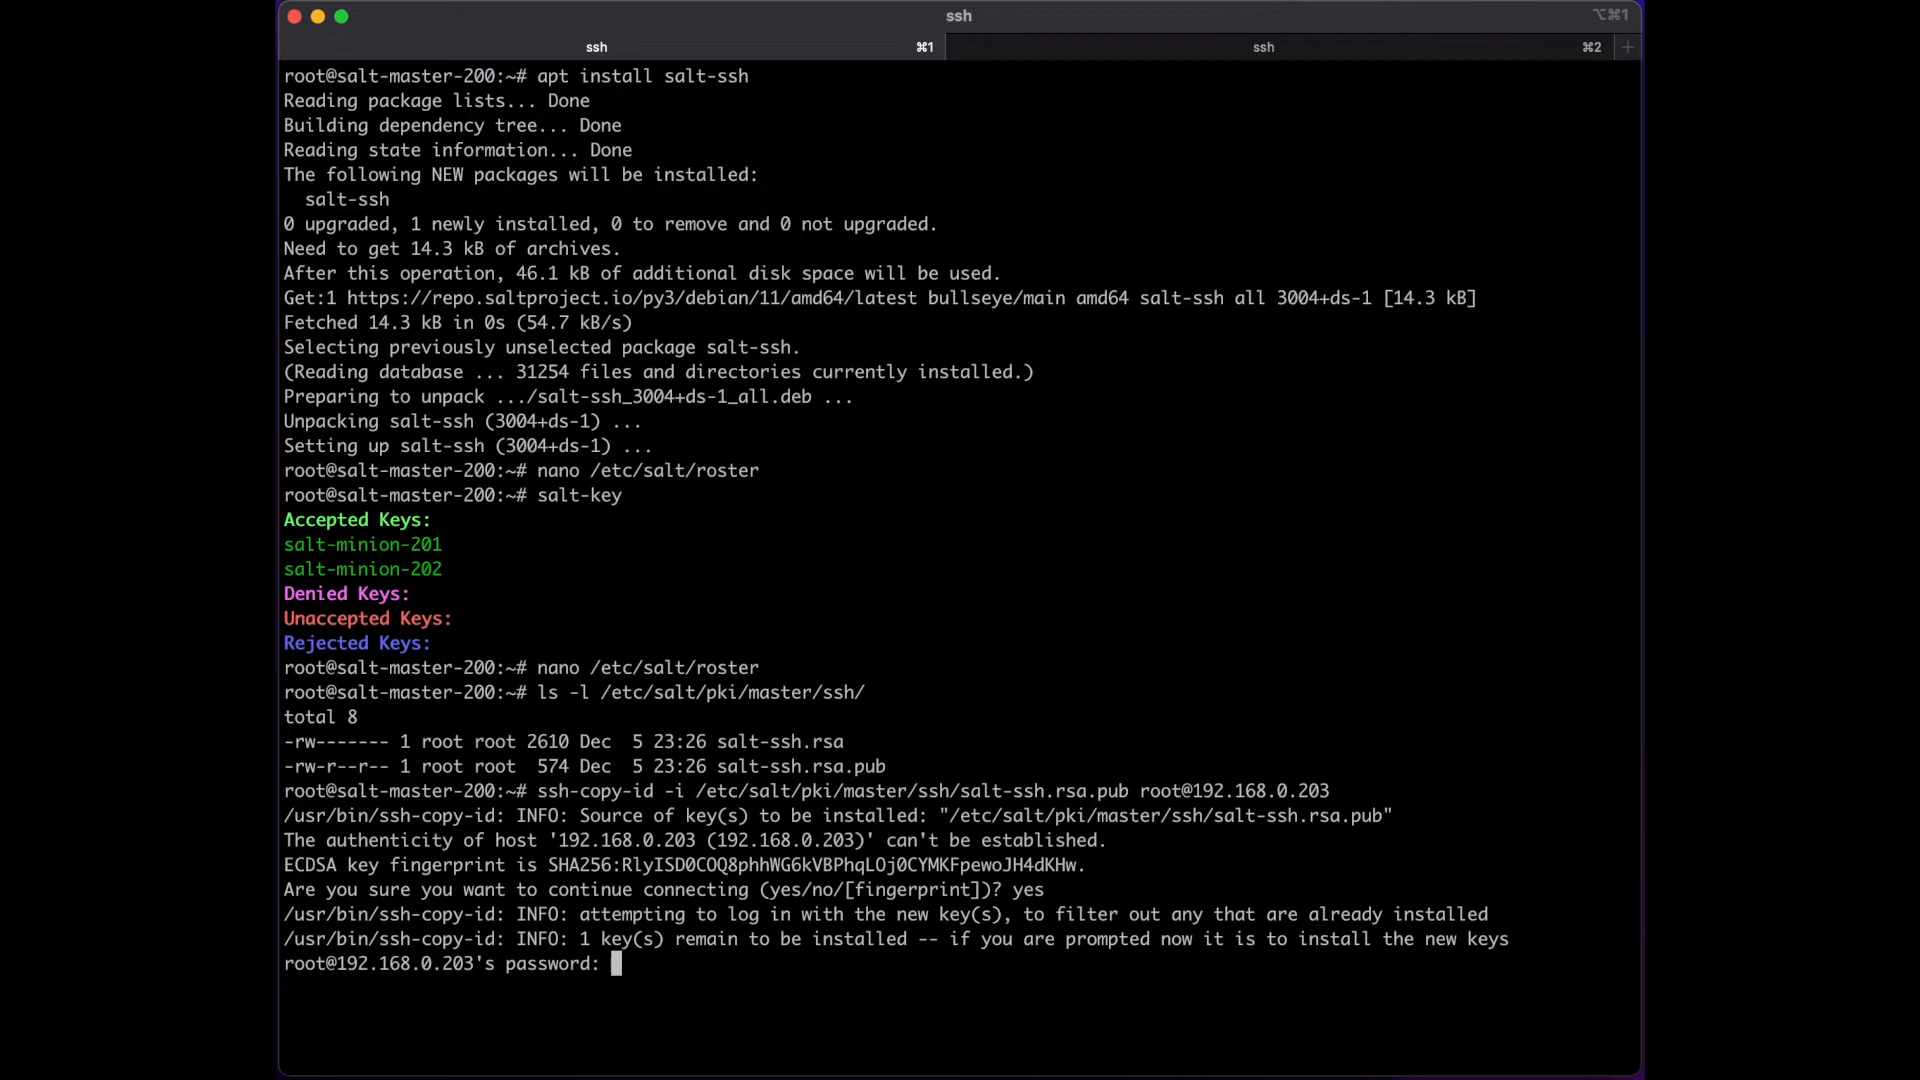 ssh
⌥⌘1
ssh ⌘1 ssh ⌘2 +
root@salt-master-200:~# apt install salt-ssh
Reading package lists... Done
Building dependency tree... Done
Reading state information... Done
The following NEW packages will be installed:
  salt-ssh
0 upgraded, 1 newly installed, 0 to remove and 0 not upgraded.
Need to get 14.3 kB of archives.
After this operation, 46.1 kB of additional disk space will be used.
Get:1 https://repo.saltproject.io/py3/debian/11/amd64/latest bullseye/main amd64 salt-ssh all 3004+ds-1 [14.3 kB]
Fetched 14.3 kB in 0s (54.7 kB/s)
Selecting previously unselected package salt-ssh.
(Reading database ... 31254 files and directories currently installed.)
Preparing to unpack .../salt-ssh_3004+ds-1_all.deb ...
Unpacking salt-ssh (3004+ds-1) ...
Setting up salt-ssh (3004+ds-1) ...
root@salt-master-200:~# nano /etc/salt/roster
root@salt-master-200:~# salt-key
Accepted Keys:
salt-minion-201
salt-minion-202
Denied Keys:
Unaccepted Keys:
Rejected Keys:
root@salt-master-200:~# nano /etc/salt/roster
root@salt-master-200:~# ls -l /etc/salt/pki/master/ssh/
total 8
-rw------- 1 root root 2610 Dec  5 23:26 salt-ssh.rsa
-rw-r--r-- 1 root root  574 Dec  5 23:26 salt-ssh.rsa.pub
root@salt-master-200:~# ssh-copy-id -i /etc/salt/pki/master/ssh/salt-ssh.rsa.pub root@192.168.0.203
/usr/bin/ssh-copy-id: INFO: Source of key(s) to be installed: "/etc/salt/pki/master/ssh/salt-ssh.rsa.pub"
The authenticity of host '192.168.0.203 (192.168.0.203)' can't be established.
ECDSA key fingerprint is SHA256:RlyISD0COQ8phhWG6kVBPhqLOj0CYMKFpewoJH4dKHw.
Are you sure you want to continue connecting (yes/no/[fingerprint])? yes
/usr/bin/ssh-copy-id: INFO: attempting to log in with the new key(s), to filter out any that are already installed
/usr/bin/ssh-copy-id: INFO: 1 key(s) remain to be installed -- if you are prompted now it is to install the new keys
root@192.168.0.203's password: